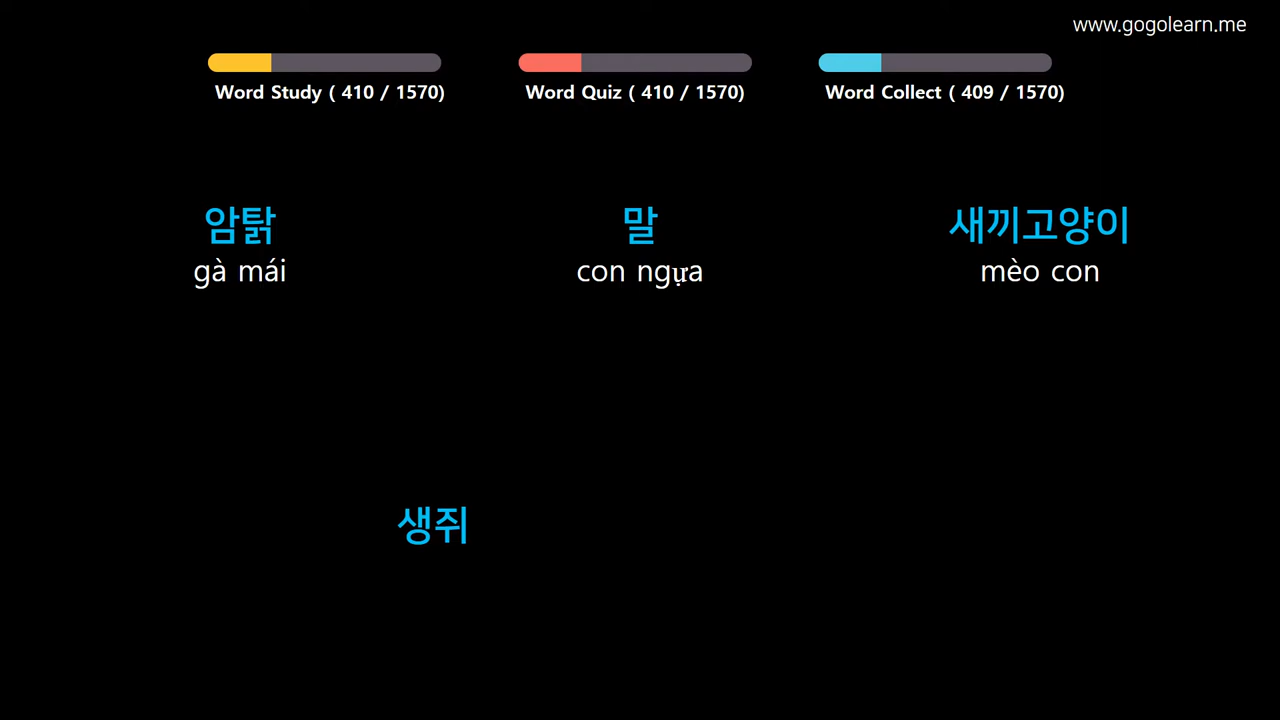 www.gogolearn.me
Word Study ( 410 / 1570)
Word Quiz ( 410 / 1570)
Word Collect ( 409 / 1570)
암탉
gà mái
말
con ngựa
새끼고양이
mèo con
생쥐